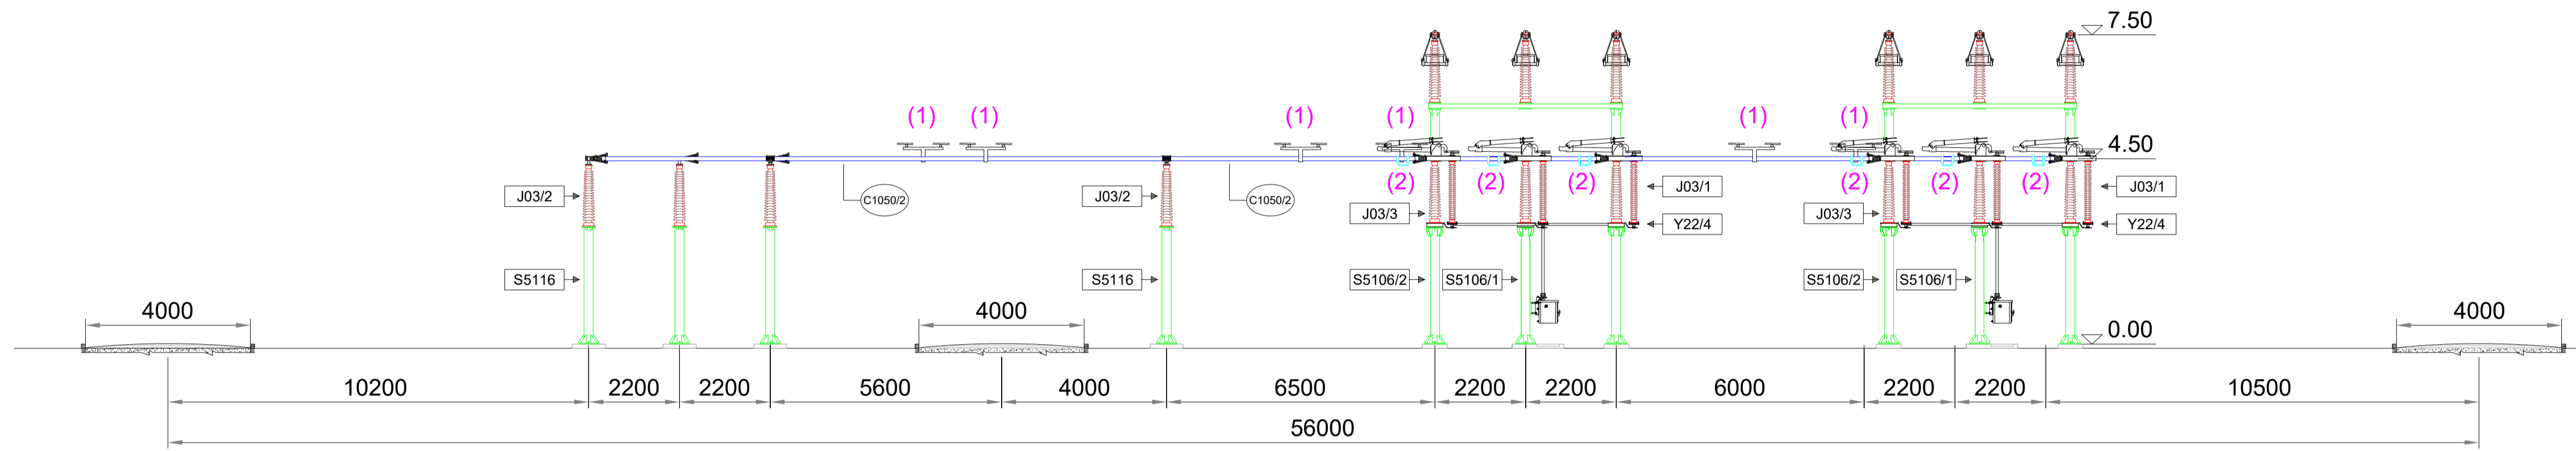 7.50
(1) (1) (1) (1) (1) (1)
4.50
(2) (2) (2) (2) (2) (2)
J03/2 C1050/2 J03/2 C1050/2 J03/1 J03/1
J03/3 J03/3
Y22/4 Y22/4
S5116 S5116 S5106/2 S5106/1 S5106/2 S5106/1
4000 4000 4000
0.00
10200 2200 2200 5600 4000 6500 2200 2200 6000 2200 2200 10500
56000